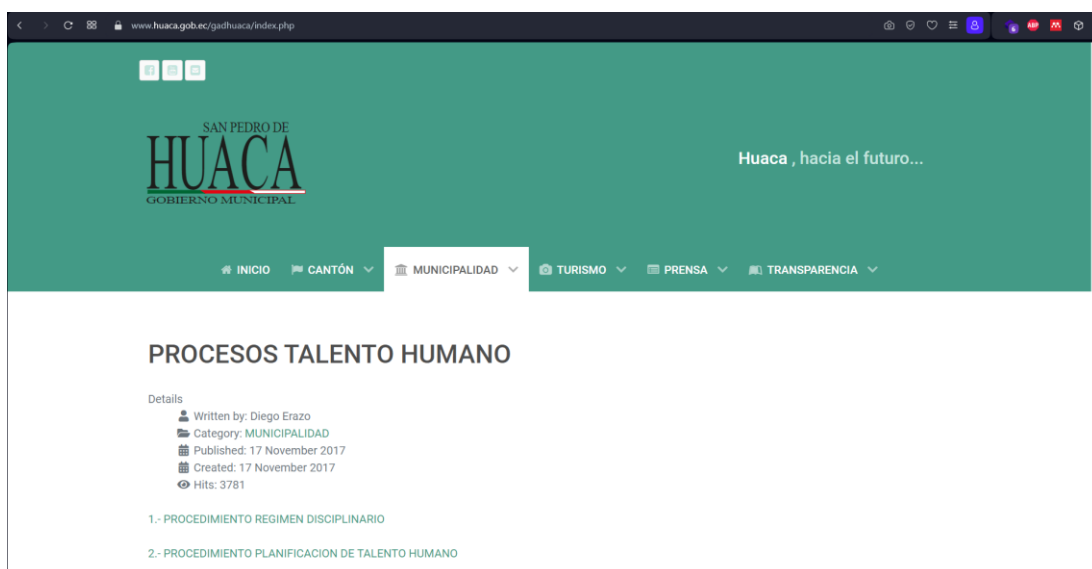 www.huaca.gob.ec/gadhuaca/index.php
6
ABP
SAN PEDRO DE
HUACA
GOBIERNO MUNICIPAL
Huaca , hacia el futuro...
INICIO
CANTÓN
MUNICIPALIDAD
TURISMO
PRENSA
TRANSPARENCIA
PROCESOS TALENTO HUMANO
Details
Written by: Diego Erazo
Category: MUNICIPALIDAD
Published: 17 November 2017
Created: 17 November 2017
Hits: 3781
1.- PROCEDIMIENTO REGIMEN DISCIPLINARIO
2.- PROCEDIMIENTO PLANIFICACION DE TALENTO HUMANO